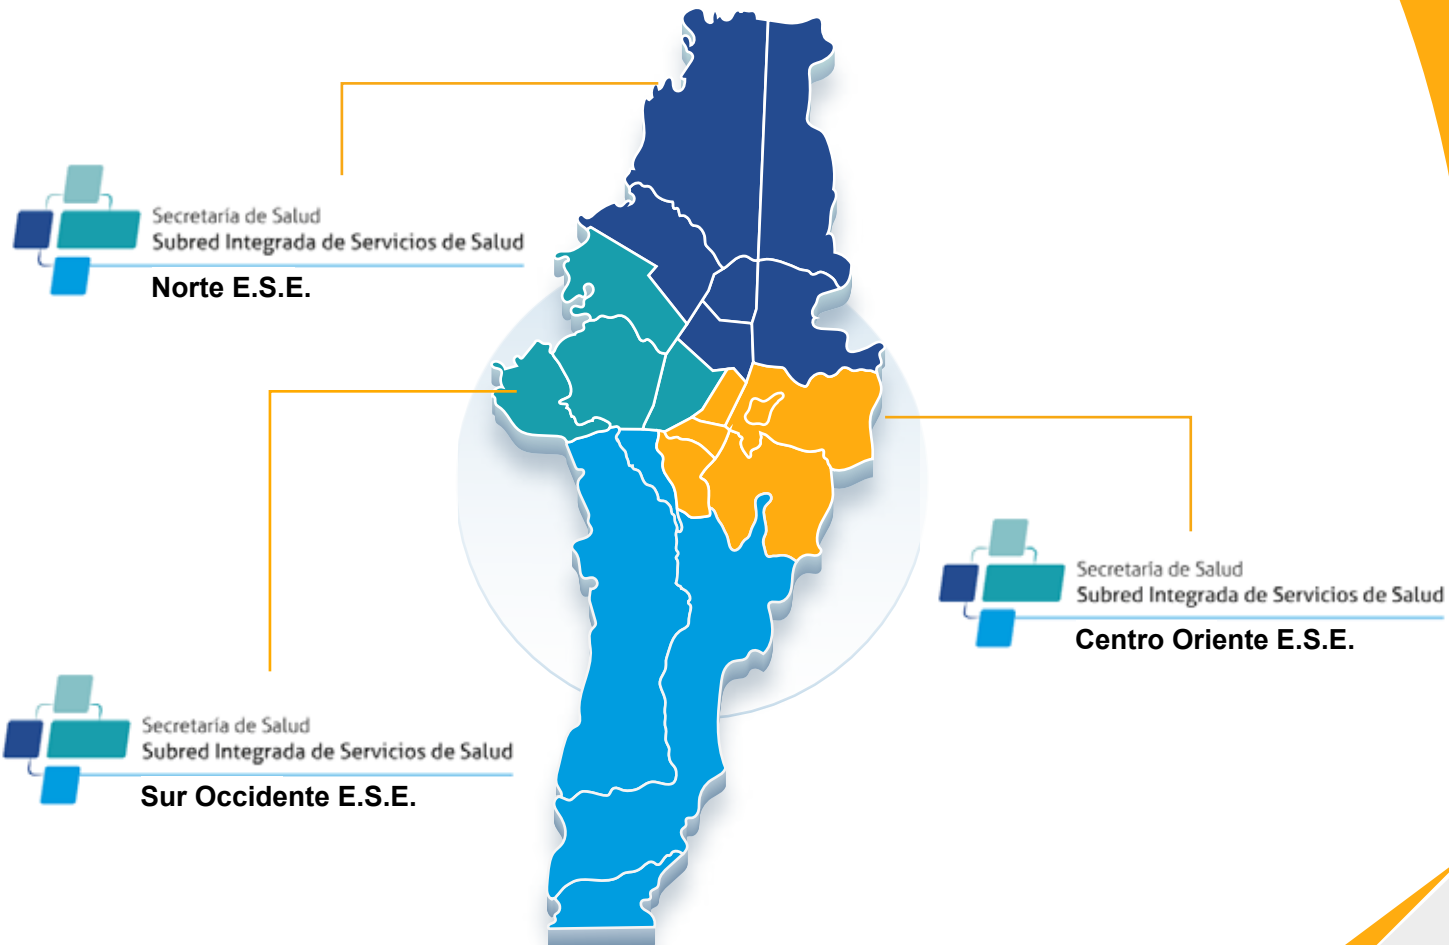 Secretaría de Salud
Subred Integrada de Servicios de Salud
Norte E.S.E.
Secretaría de Salud
Subred Integrada de Servicios de Salud
Centro Oriente E.S.E.
Secretaría de Salud
Subred Integrada de Servicios de Salud
Sur Occidente E.S.E.